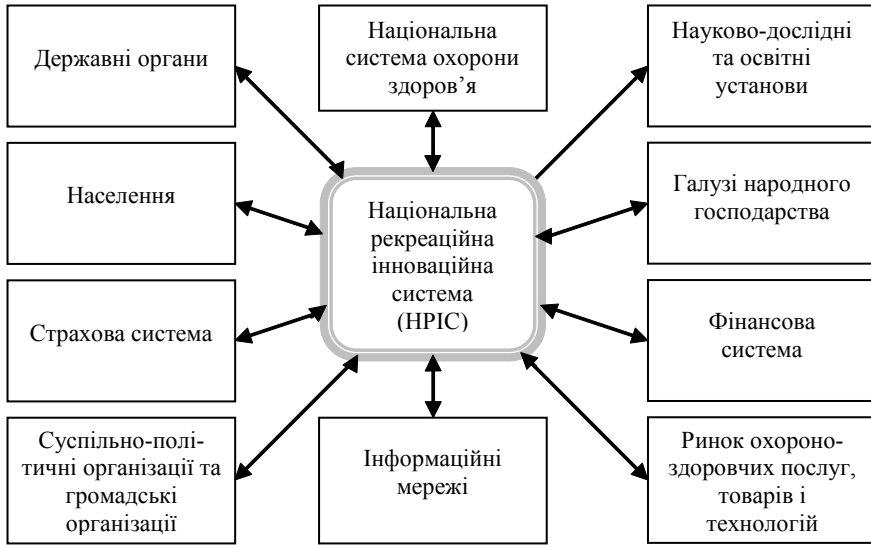 Державні органи
Національна
система охорони
здоров’я
Науково-дослідні
та освітні
установи
Населення
Національна
рекреаційна
інноваційна
система
(НРІС)
Галузі народного
господарства
Страхова система
Фінансова
система
Суспільно-полі-
тичні організації та
громадські
організації
Інформаційні
мережі
Ринок охороно-
здоровчих послуг,
товарів і
технологій